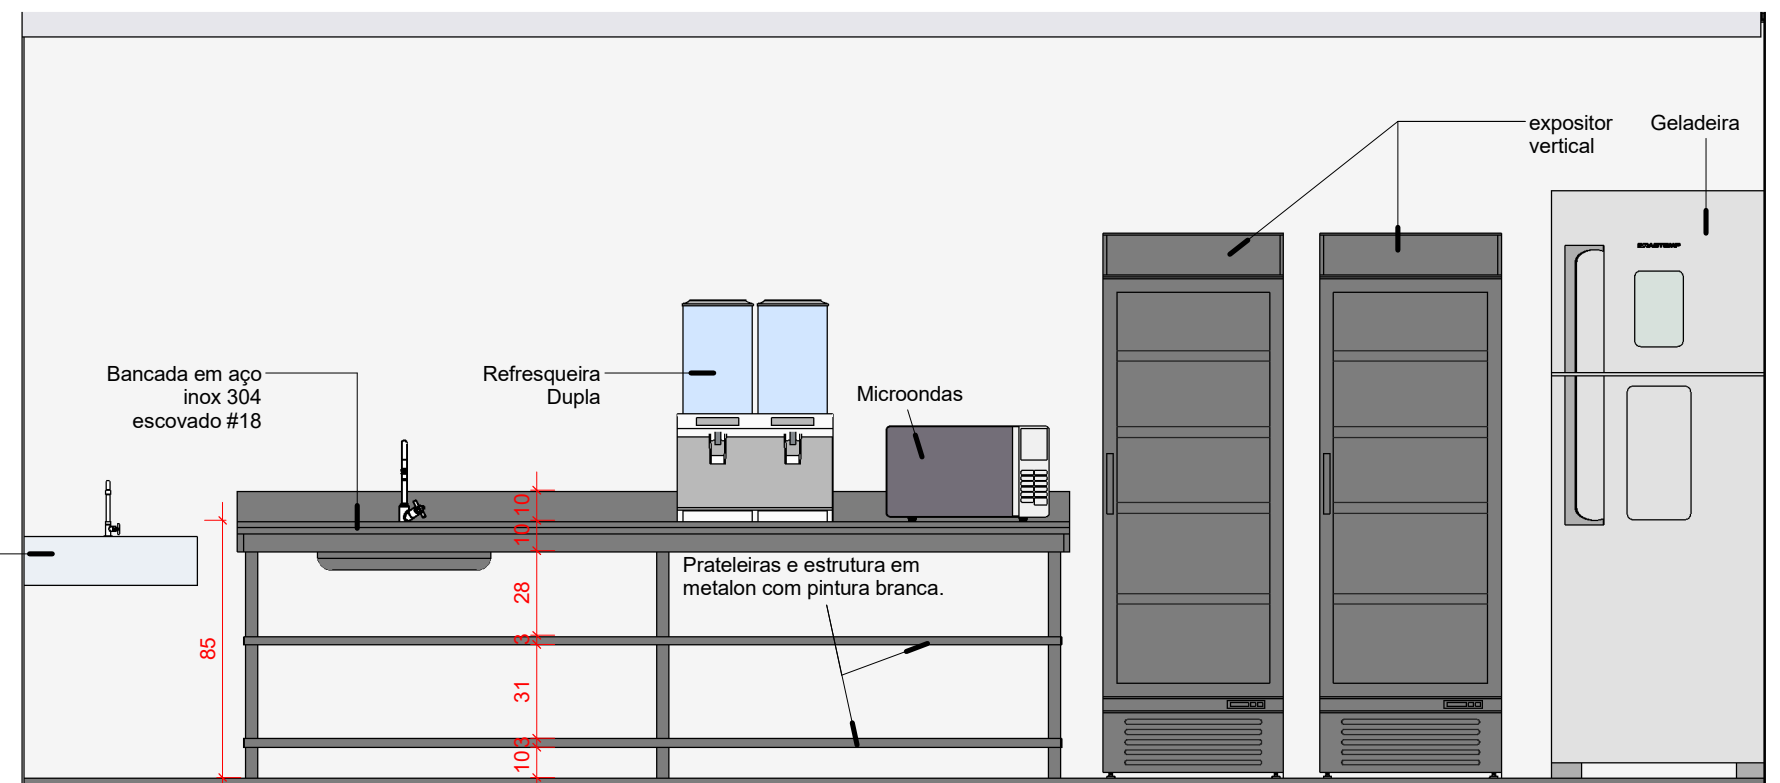 expositor
vertical
Geladeira
Bancada em aço
inox 304
escovado #18
Refresqueira
Dupla
Microondas
10
10
Prateleiras e estrutura em
metalon com pintura branca.
28
3
85
31
3
10